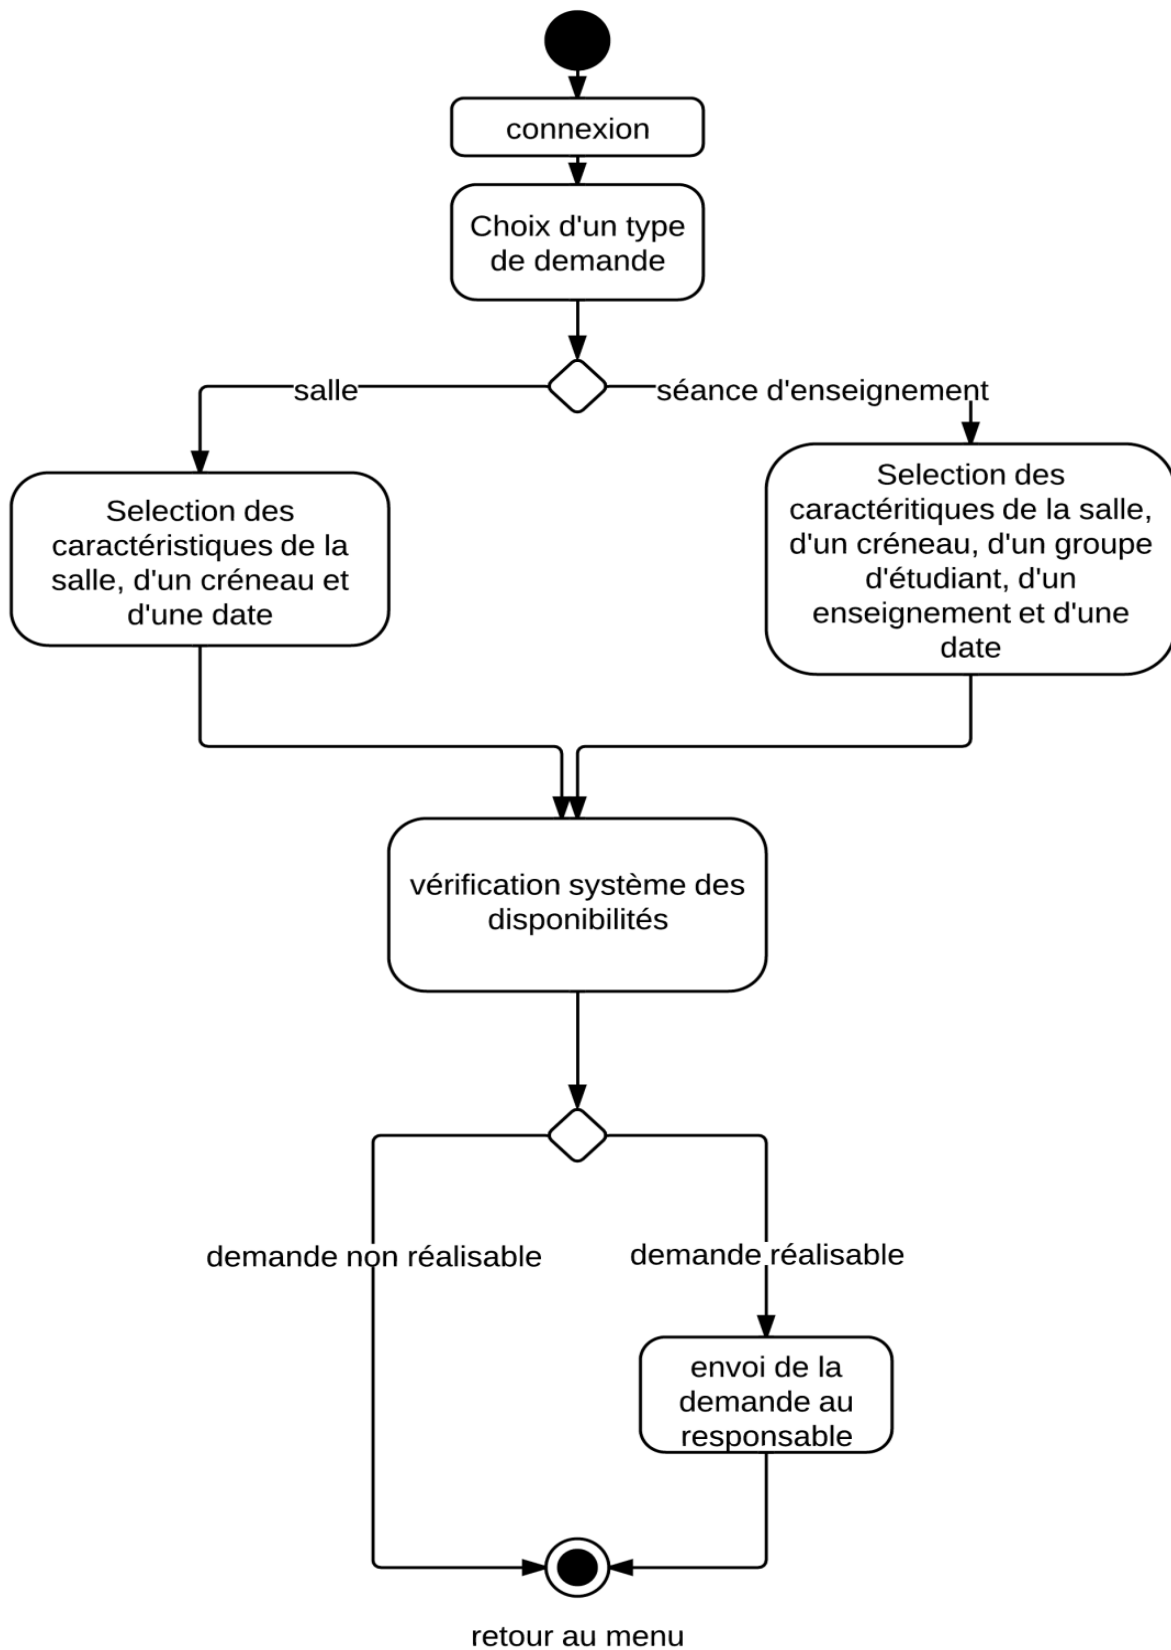 connexion
Choix d'un type
de demande
salle
séance d'enseignement
Selection des
caractéristiques de la
salle, d'un créneau et
d'une date
Selection des
caractéritiques de la salle,
d'un créneau, d'un groupe
d'étudiant, d'un
enseignement et d'une
date
vérification système des
disponibilités
demande non réalisable
demande réalisable
envoi de la
demande au
responsable
retour au menu